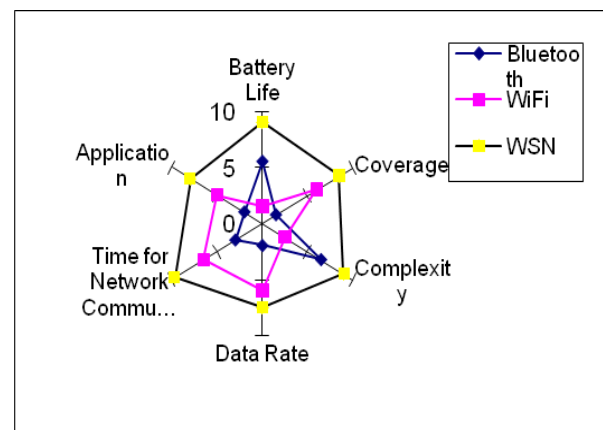 Battery
Life
10
5
0
Coverage
Complexit
y
Data Rate
Time for
Network
Commu...
Applicatio
n
Bluetoo
th
WiFi
WSN